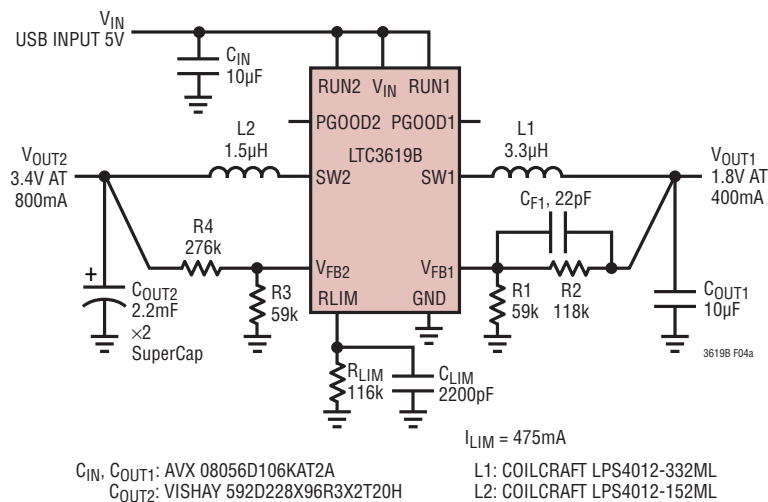 VIN
USB INPUT 5V
CIN
10µF
RUN2 VIN RUN1
PGOOD2 PGOOD1
LTC3619B
SW2 SW1
L2
1.5µH
L1
3.3µH
VOUT2
3.4V AT
800mA
VOUT1
1.8V AT
400mA
CF1, 22pF
R4
276k
VFB2 VFB1
R3
59k
RLIM GND
R1
59k
R2
118k
COUT2
2.2mF
×2
SuperCap
+
COUT1
10µF
3619B F04a
RLIM
116k
CLIM
2200pF
ILIM = 475mA
CIN, COUT1: AVX 08056D106KAT2A
COUT2: VISHAY 592D228X96R3X2T20H
L1: COILCRAFT LPS4012-332ML
L2: COILCRAFT LPS4012-152ML